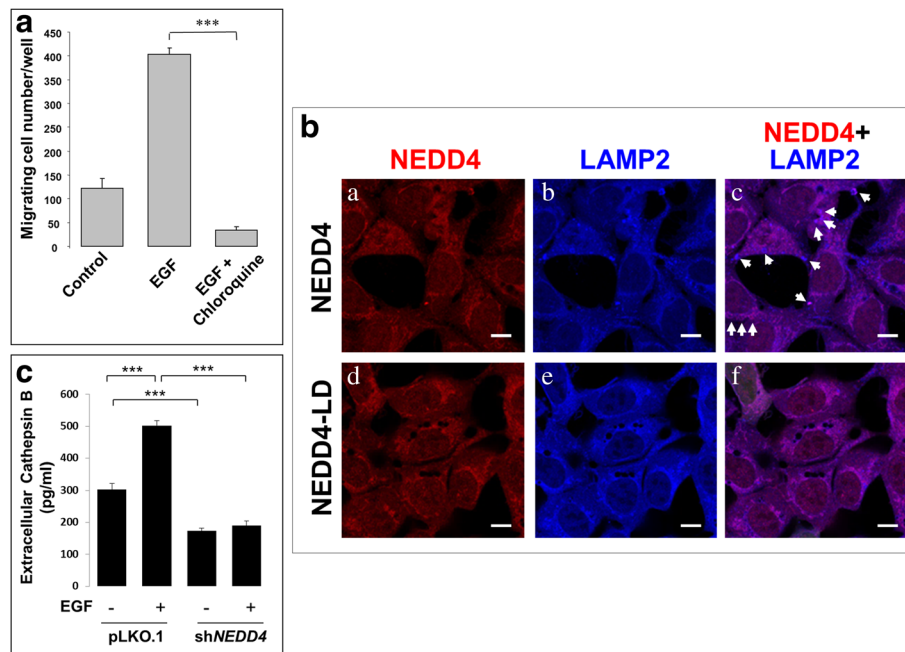 a
Migrating cell number/well
450
400
350
300
250
200
150
100
50
0
***
Control
EGF
EGF +
Chloroquine
b
NEDD4
LAMP2
NEDD4+
LAMP2
NEDD4
a
b
c
NEDD4-LD
d
e
f
c
Extracellular Cathepsin B
(pg/ml)
600
500
400
300
200
100
0
***
***
***
EGF - + - +
pLKO.1 shNEDD4